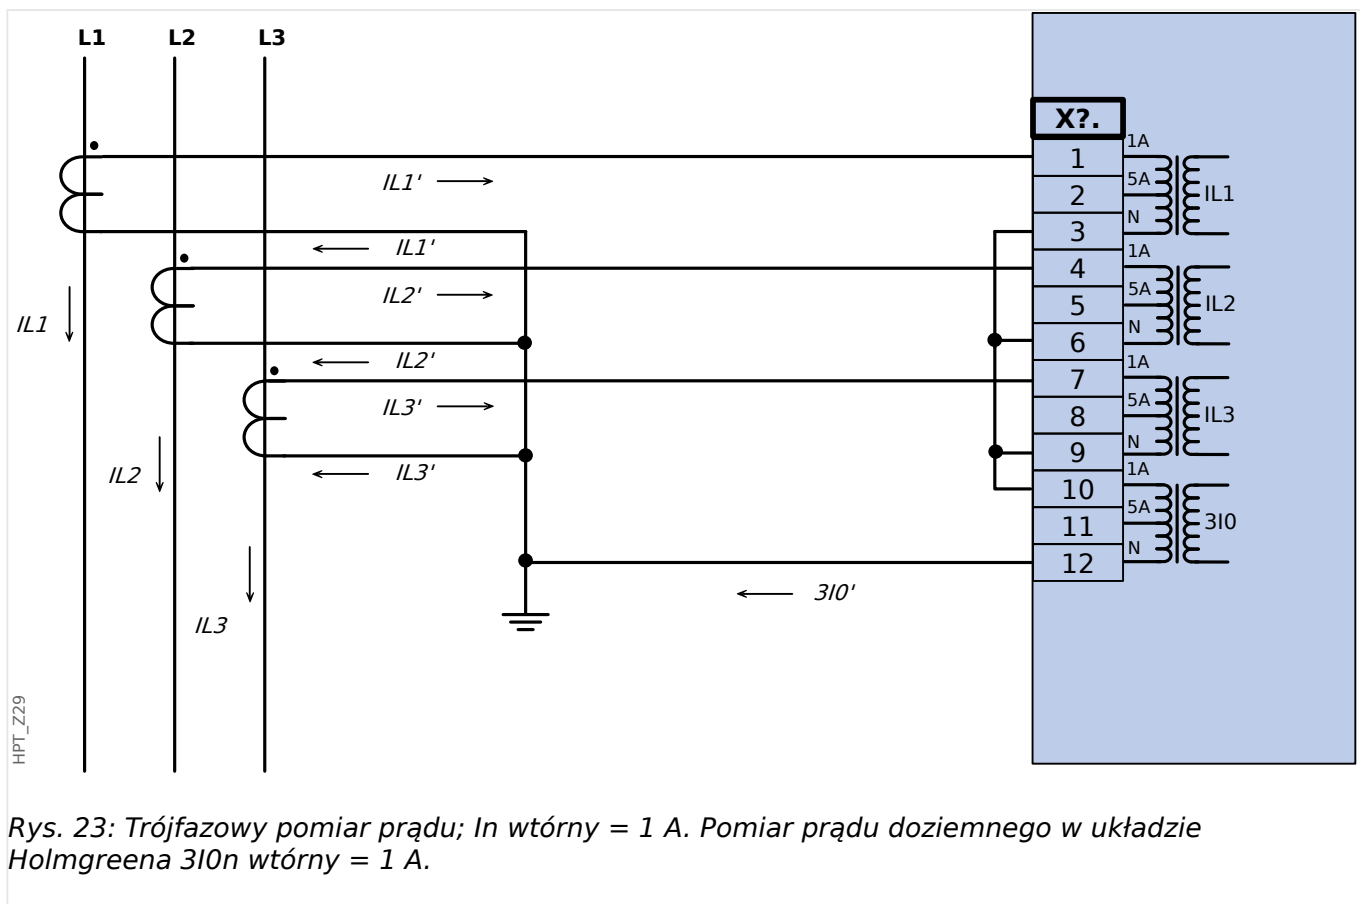 L1 L2 L3
X?.
1
2
3
4
5
6
7
8
9
10
11
12
1A
5A
N
IL1
1A
5A
N
IL2
1A
5A
N
IL3
1A
5A
N
3I0
IL1'
IL1'
IL2'
IL2'
IL3'
IL3'
3I0'
IL1
IL2
IL3
HPT_Z29
Rys. 23: Trójfazowy pomiar prądu; In wtórny = 1 A. Pomiar prądu doziemnego w układzie
Holmgreena 3I0n wtórny = 1 A.